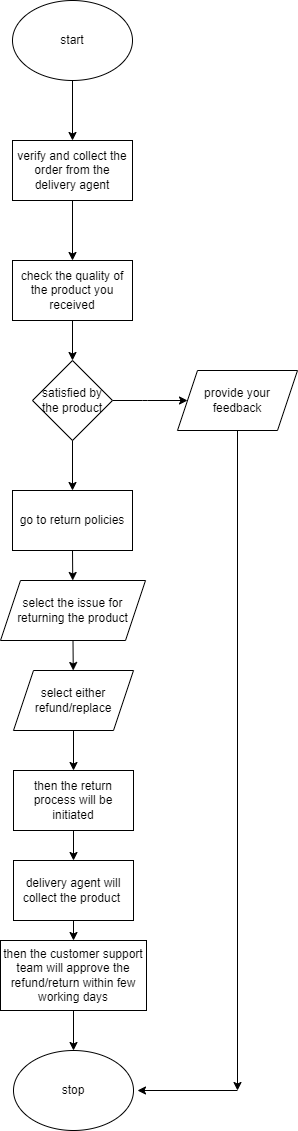 start
verify and collect the
order from the
delivery agent
check the quality of
the product you
received
satisfied by
the product
provide your
feedback
go to return policies
select the issue for
returning the product
select either
refund/replace
then the return
process will be
initiated
delivery agent will
collect the product
then the customer support
team will approve the
refund/return within few
working days
stop